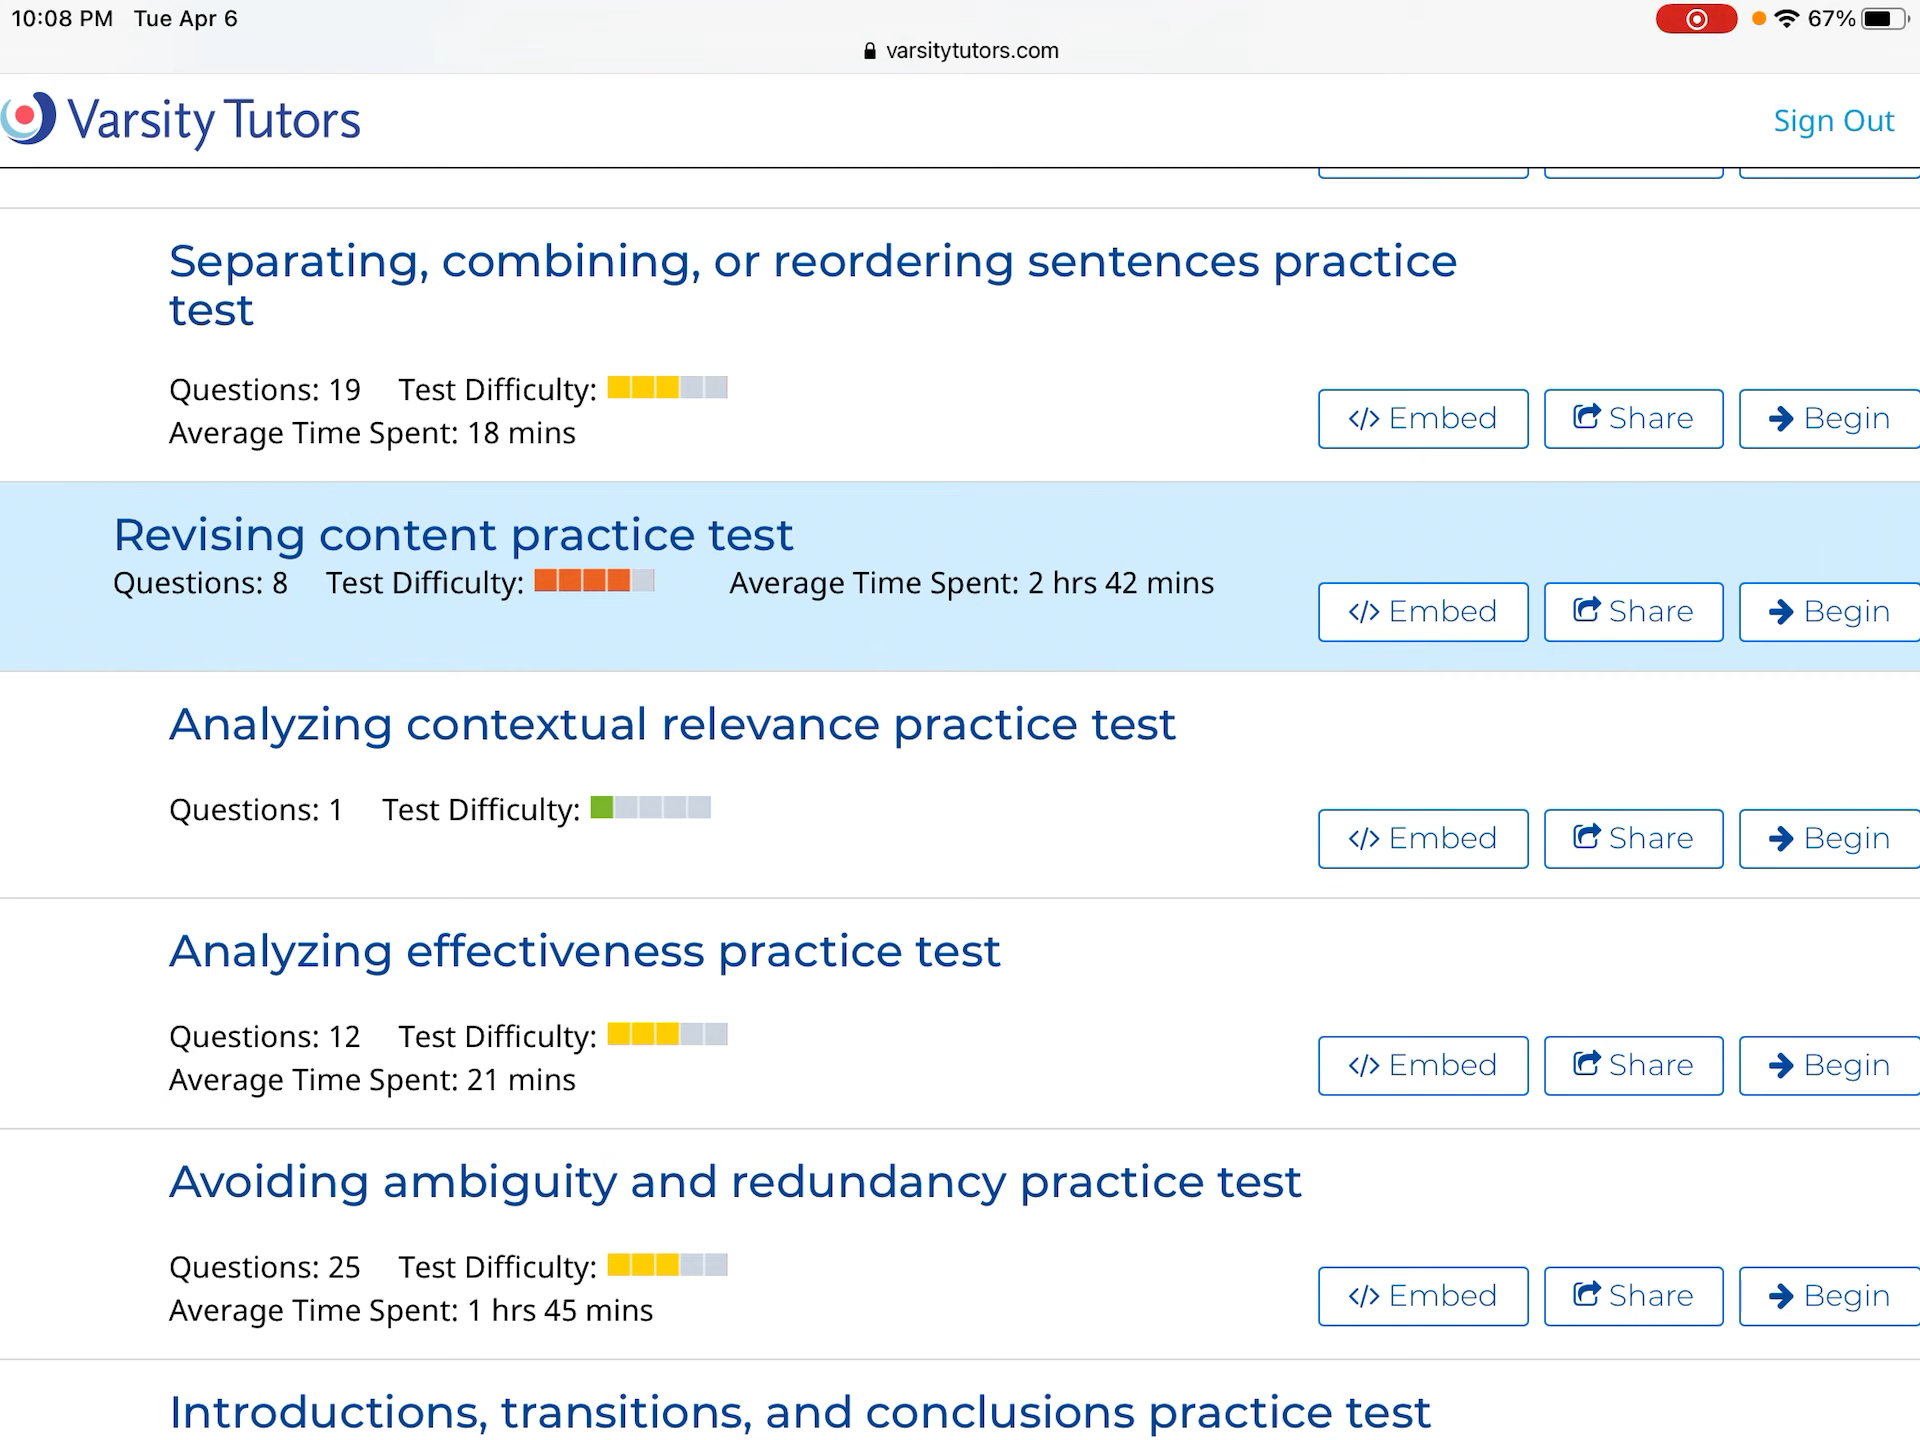 10:08 PM Tue Apr 6
67%
varsitytutors.com
Varsity Tutors
Sign Out
Separating, combining, or reordering sentences practice
test
Questions: 19 Test Difficulty:
Average Time Spent: 18 mins
</> Embed Share Begin
Revising content practice test
Questions: 8 Test Difficulty: Average Time Spent: 2 hrs 42 mins
</> Embed Share Begin
Analyzing contextual relevance practice test
Questions: 1 Test Difficulty:
</> Embed Share Begin
Analyzing effectiveness practice test
Questions: 12 Test Difficulty:
Average Time Spent: 21 mins
</> Embed Share Begin
Avoiding ambiguity and redundancy practice test
Questions: 25 Test Difficulty:
Average Time Spent: 1 hrs 45 mins
</> Embed Share Begin
Introductions, transitions, and conclusions practice test